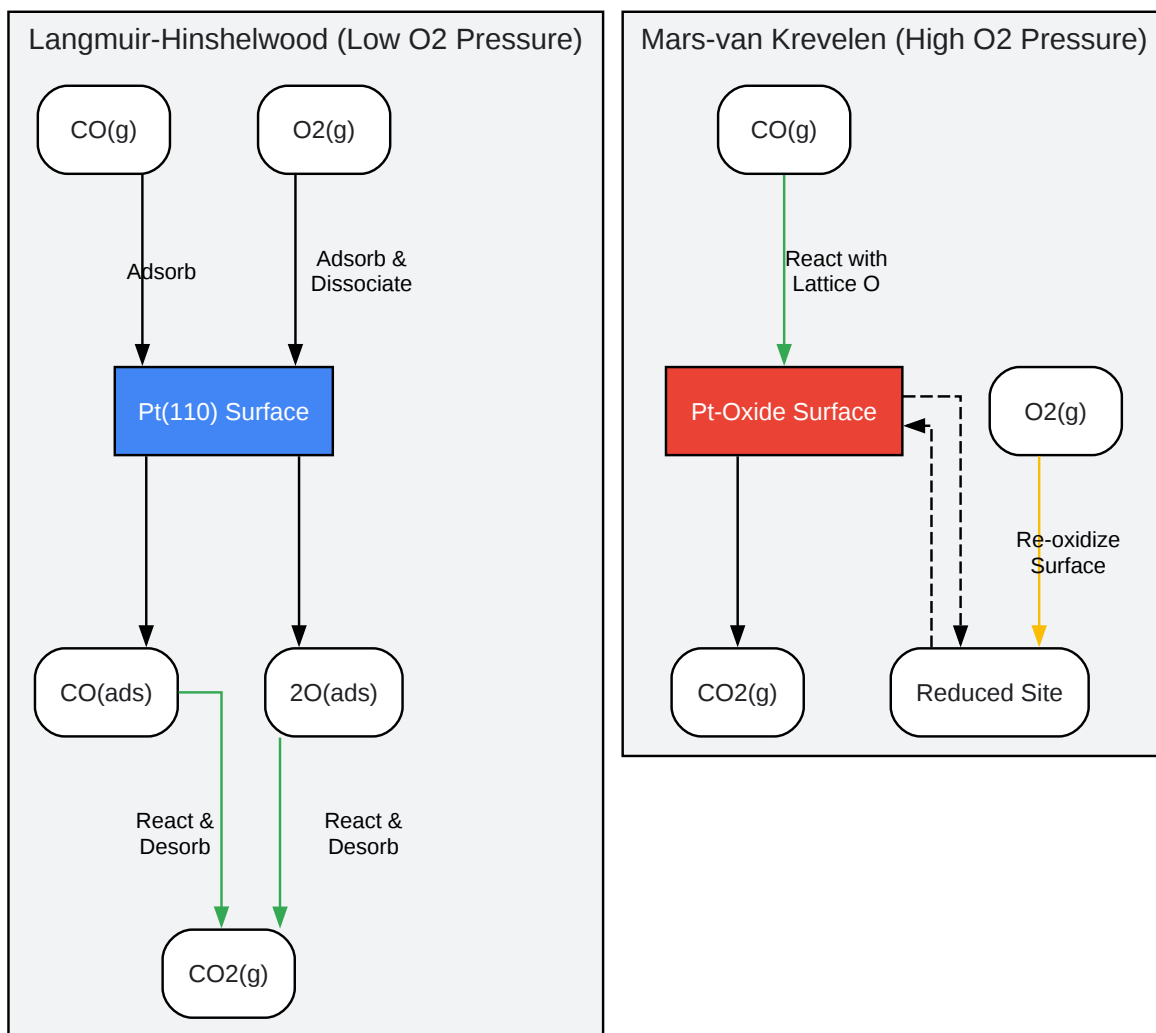 Langmuir-Hinshelwood (Low O2 Pressure)
CO(g)
O2(g)
Adsorb
Adsorb &
Dissociate
Pt(110) Surface
CO(ads)
2O(ads)
React &
Desorb
React &
Desorb
CO2(g)
Mars-van Krevelen (High O2 Pressure)
CO(g)
React with
Lattice O
Pt-Oxide Surface
O2(g)
Re-oxidize
Surface
CO2(g)
Reduced Site